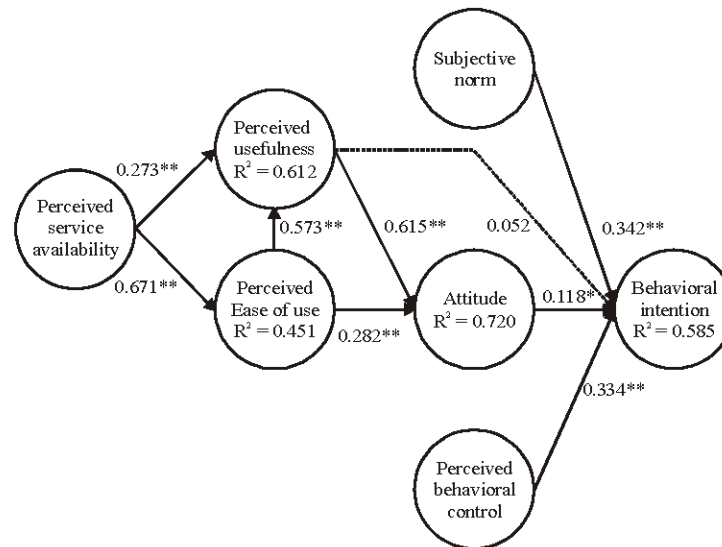 Subjective
norm
Perceived
usefulness
R² = 0.612
0.273**
Perceived
service
availability
0.573**
0.615**
0.052
0.342**
0.671**
Perceived
Ease of use
R² = 0.451
0.282**
Attitude
R² = 0.720
0.118*
Behavioral
intention
R² = 0.585
0.334**
Perceived
behavioral
control